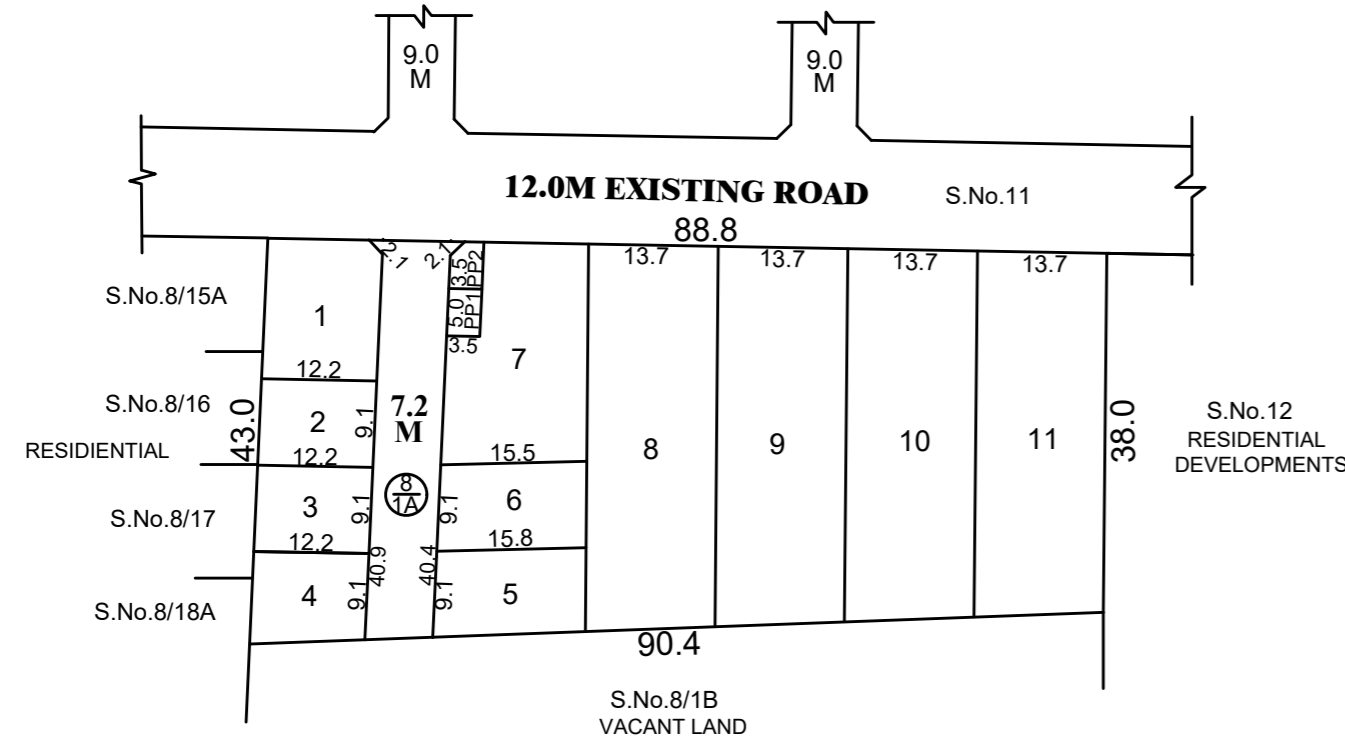 9.0
M
9.0
M
12.0M EXISTING ROAD
S.No.11
88.8
2.1
2.1
13.7
13.7
13.7
13.7
3.5
PP2
5.0
PP1
3.5
S.No.8/15A
1
12.2
7
S.No.8/16
2
9.1
7.2
M
43.0
RESIDIENTIAL
12.2
15.5
8
9
10
11
38.0
S.No.12
RESIDENTIAL
DEVELOPMENTS
8
1A
3
9.1
9.1
6
S.No.8/17
12.2
15.8
40.9
40.4
4
9.1
9.1
5
S.No.8/18A
90.4
S.No.8/1B
VACANT LAND